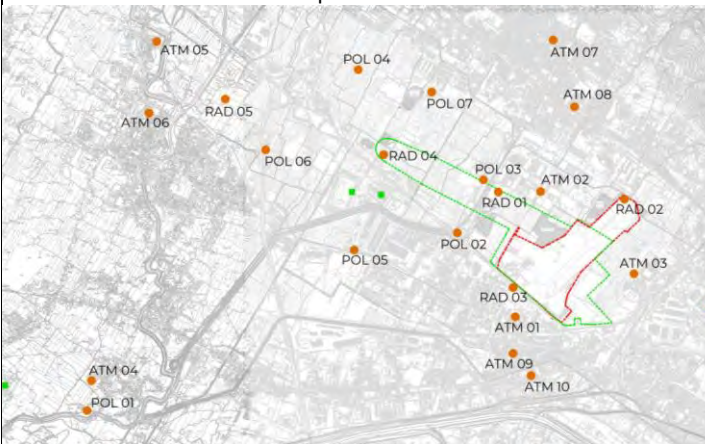 ATM 05
ATM 07
POL 04
RAD 05
POL 07
ATM 08
ATM 06
POL 06
RAD 04
POL 03
ATM 02
RAD 01
RAD 02
POL 02
POL 05
ATM 03
RAD 03
ATM 01
ATM 09
ATM 04
ATM 10
POL 01